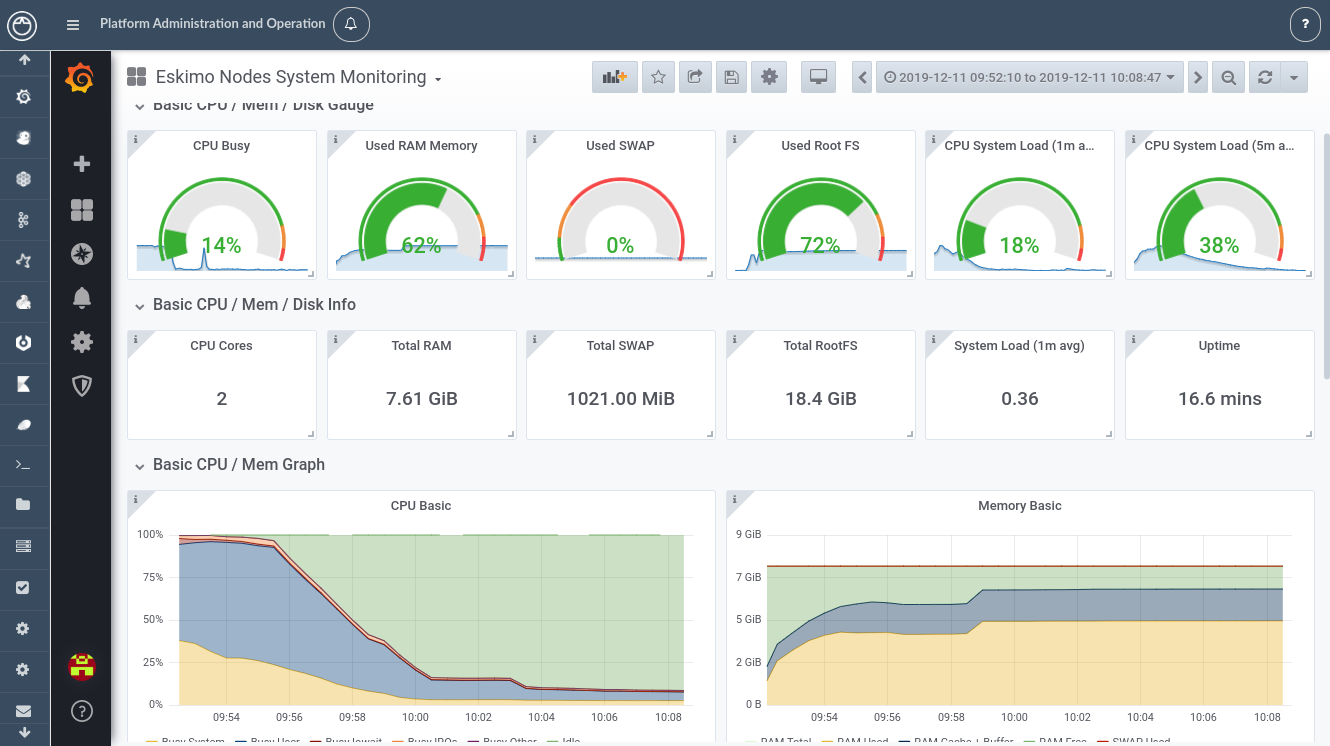 Platform Administration and Operation
?
Eskimo Nodes System Monitoring
2019-12-11 09:52:10 to 2019-12-11 10:08:47
Basic CPU / Mem / Disk Gauge
i CPU Busy
14%
i Used RAM Memory
62%
i Used SWAP
0%
i Used Root FS
72%
i CPU System Load (1m a...
18%
i CPU System Load (5m a...
38%
Basic CPU / Mem / Disk Info
i CPU Cores
2
i Total RAM
7.61 GiB
i Total SWAP
1021.00 MiB
i Total RootFS
18.4 GiB
i System Load (1m avg)
0.36
i Uptime
16.6 mins
Basic CPU / Mem Graph
i CPU Basic
100%
75%
50%
25%
0%
09:54 09:56 09:58 10:00 10:02 10:04 10:06 10:08
Busy System Busy User Busy Iowait Busy IRQs Busy Other Idle
i Memory Basic
9 GiB
7 GiB
5 GiB
2 GiB
0 B
09:54 09:56 09:58 10:00 10:02 10:04 10:06 10:08
RAM Total RAM Used RAM Cache + Buffer RAM Free SWAP Used
?